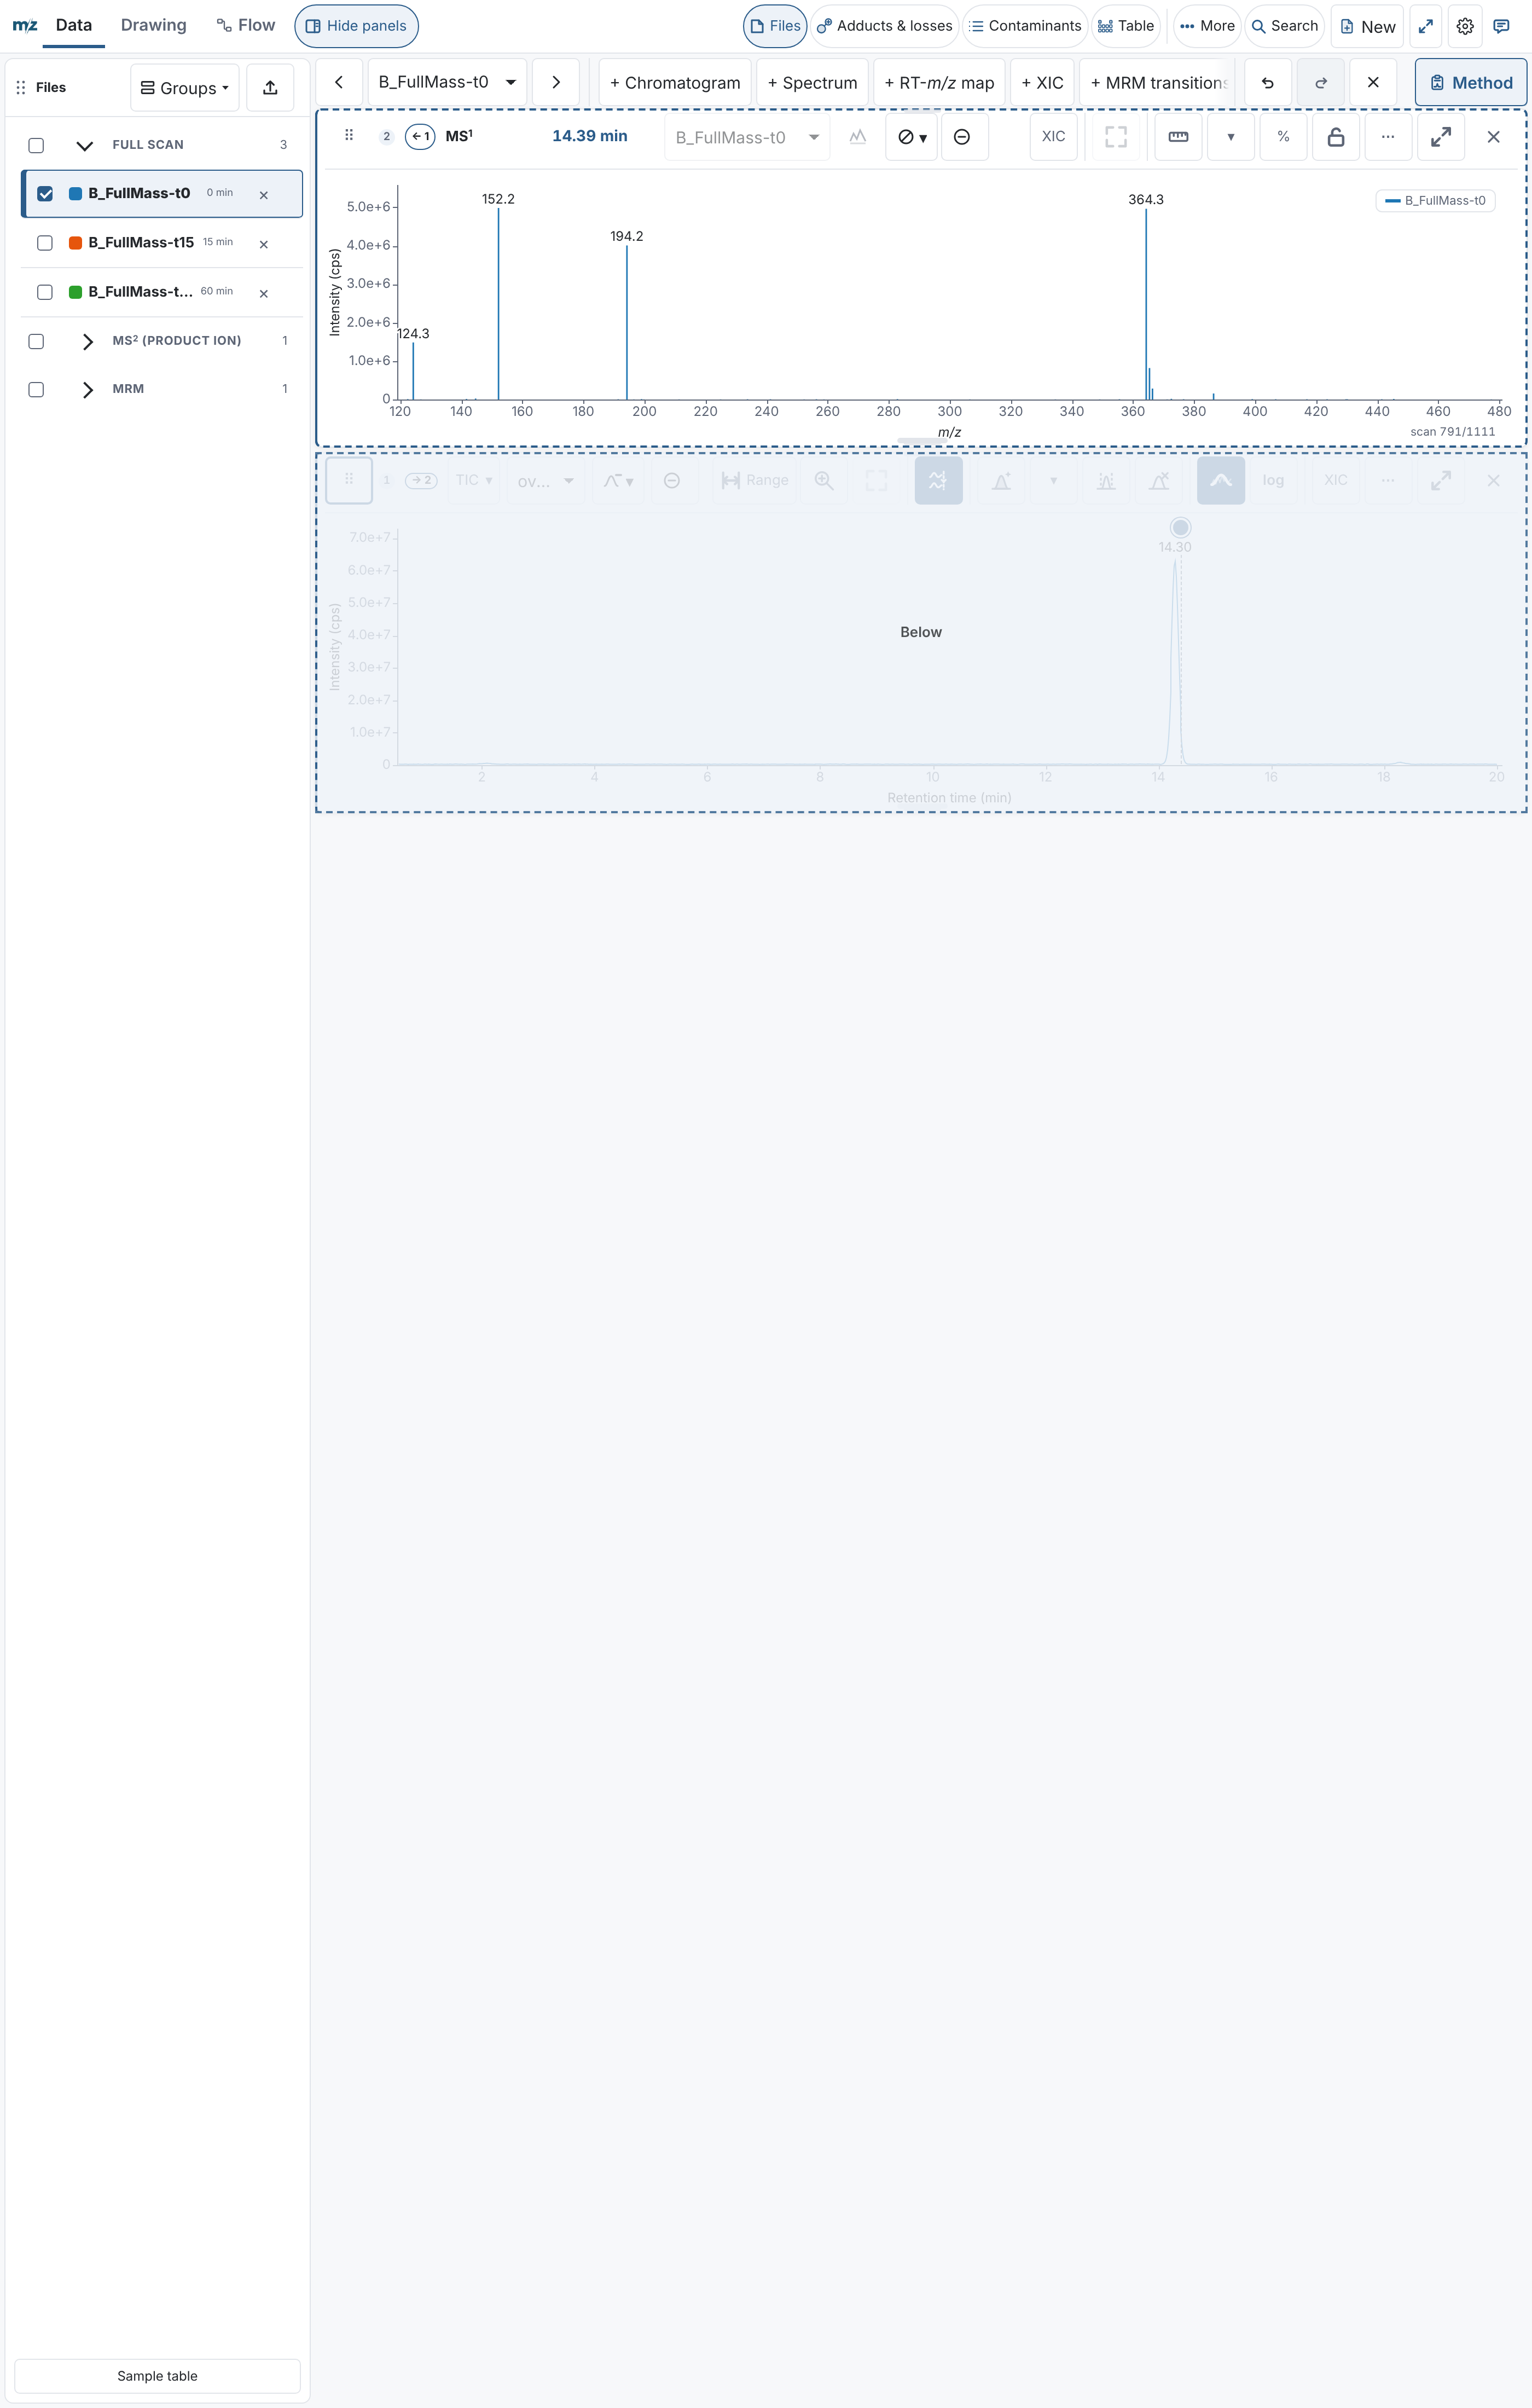 mz Data Drawing Flow Hide panels Files Adducts & losses Contaminants Table More Search New
Files Groups
FULL SCAN 3
B_FullMass-t0 0 min
B_FullMass-t15 15 min
B_FullMass-t... 60 min
MS² (PRODUCT ION) 1
MRM 1
Sample table
B_FullMass-t0 + Chromatogram + Spectrum + RT-m/z map + XIC + MRM transitions Method
2 ←1 MS¹ 14.39 min B_FullMass-t0 XIC % ...
Intensity (cps)
5.0e+6
4.0e+6
3.0e+6
2.0e+6
1.0e+6
0
124.3
152.2
194.2
364.3
B_FullMass-t0
120 140 160 180 200 220 240 260 280 300 320 340 360 380 400 420 440 460 480
m/z
scan 791/1111
1 →2 TIC ov... Range log XIC ...
Intensity (cps)
7.0e+7
6.0e+7
5.0e+7
4.0e+7
3.0e+7
2.0e+7
1.0e+7
0
14.30
Below
2 4 6 8 10 12 14 16 18 20
Retention time (min)